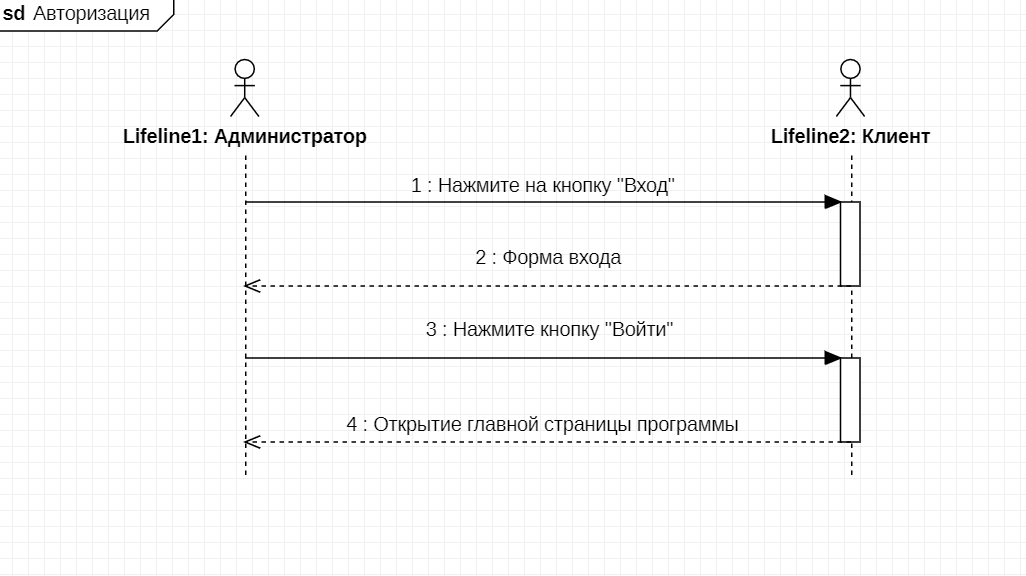 sd Авторизация
Lifeline1: Администратор
Lifeline2: Клиент
1 : Нажмите на кнопку "Вход"
2 : Форма входа
3 : Нажмите кнопку "Войти"
4 : Открытие главной страницы программы